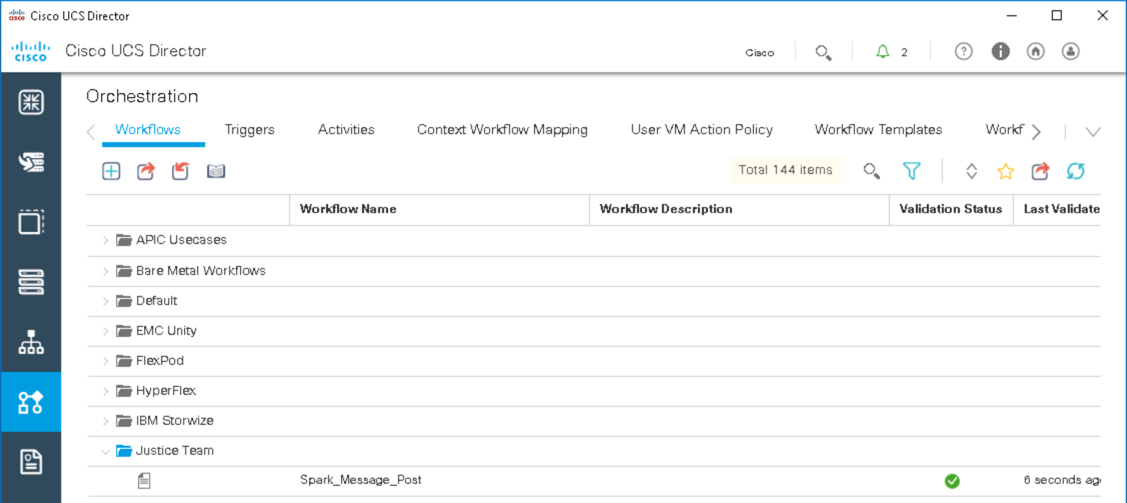 Cisco UCS Director
CISCO Cisco UCS Director Cisco 2
Orchestration
Workflows Triggers Activities Context Workflow Mapping User VM Action Policy Workflow Templates Workf
Total 144 items
Workflow Name Workflow Description Validation Status Last Validate
APIC Usecases
Bare Metal Workflows
Default
EMC Unity
FlexPod
HyperFlex
IBM Storwize
Justice Team
Spark_Message_Post 6 seconds ag